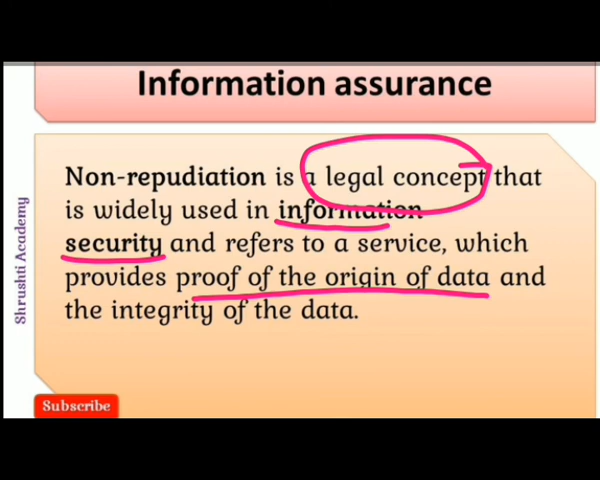 Information assurance
Non-repudiation is a legal concept that
is widely used in information
security and refers to a service, which
provides proof of the origin of data and
the integrity of the data.
Shrushti Academy
Subscribe